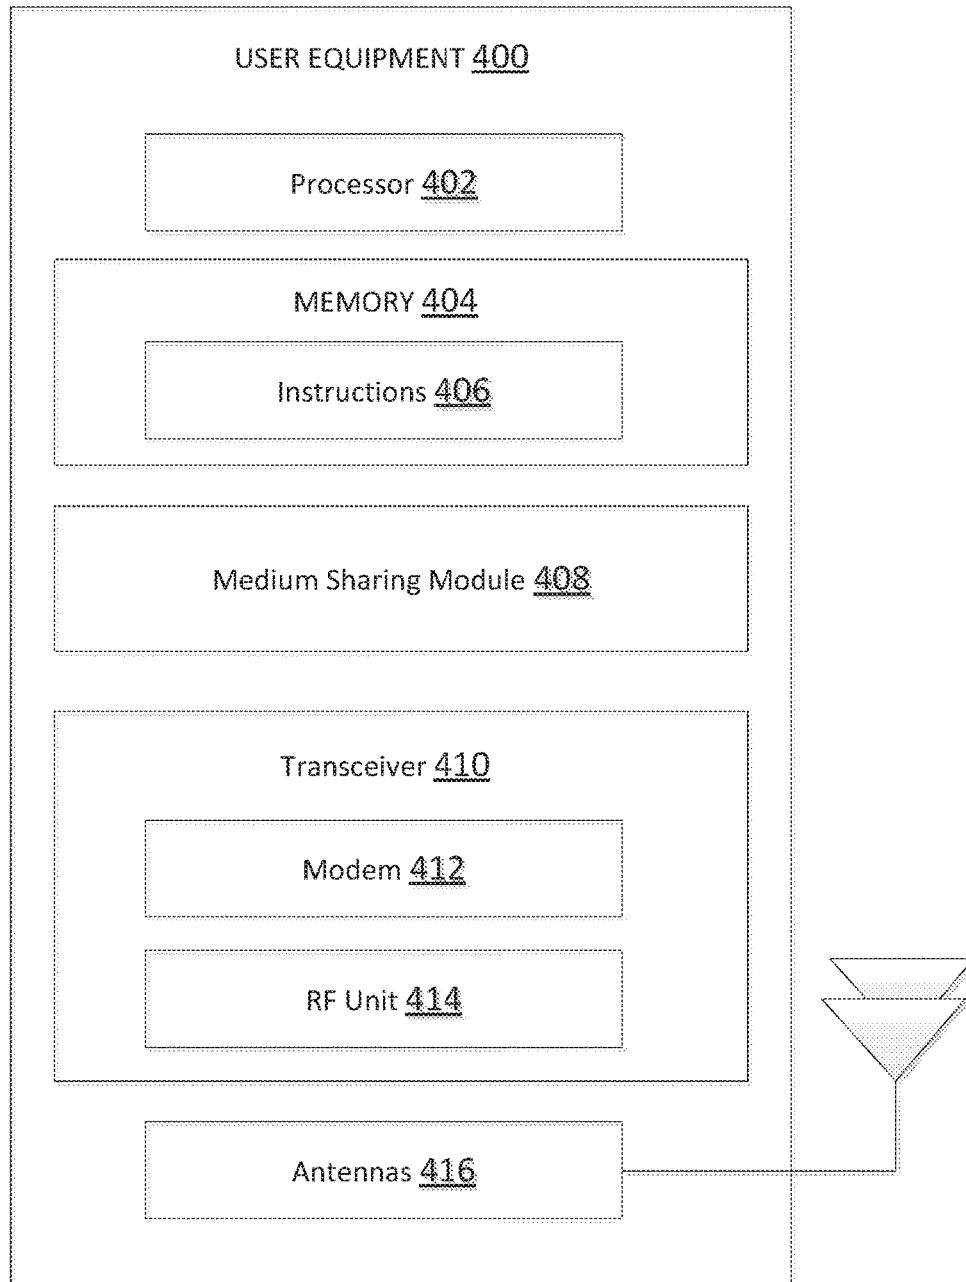 USER EQUIPMENT 400
Processor 402
MEMORY 404
Instructions 406
Medium Sharing Module 408
Transceiver 410
Modem 412
RF Unit 414
Antennas 416